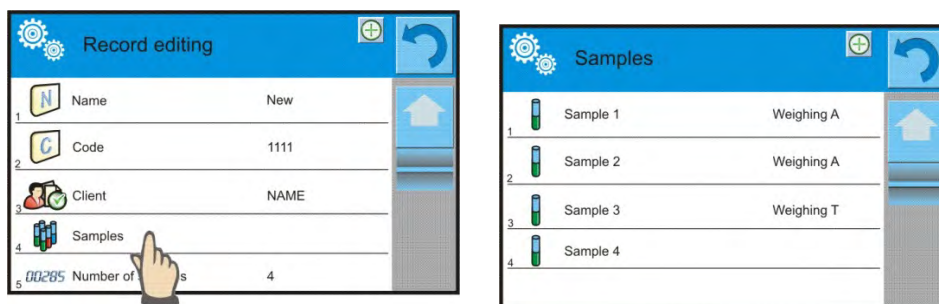 Record editing
N Name New
1
C Code 1111
2
Client NAME
3
Samples
4
00285 Number of s 4
5
Samples
Sample 1 Weighing A
1
Sample 2 Weighing A
2
Sample 3 Weighing T
3
Sample 4
4